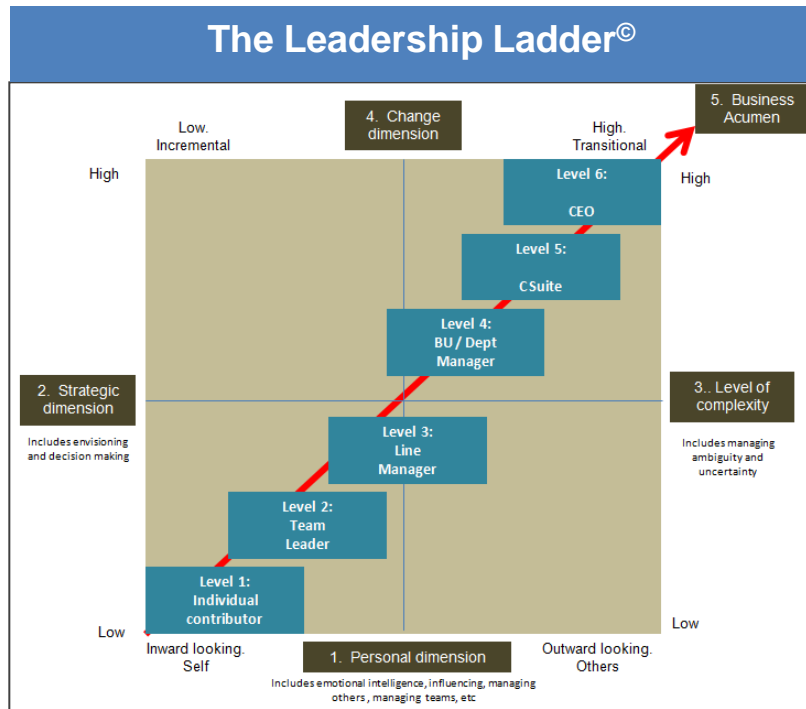 The Leadership Ladder©
4. Change
dimension
5. Business
Acumen
Low.
Incremental
High.
Transitional
High
High
Level 6:
CEO
Level 5:
CSuite
Level 4:
BU / Dept
Manager
2. Strategic
dimension
Includes envisioning
and decision making
3.. Level of
complexity
Includes managing
ambiguity and
uncertainty
Level 3:
Line
Manager
Level 2:
Team
Leader
Level 1:
Individual
contributor
Low
Low
Inward looking.
Self
1. Personal dimension
Outward looking.
Others
Includes emotional intelligence, influencing, managing
others , managing teams, etc